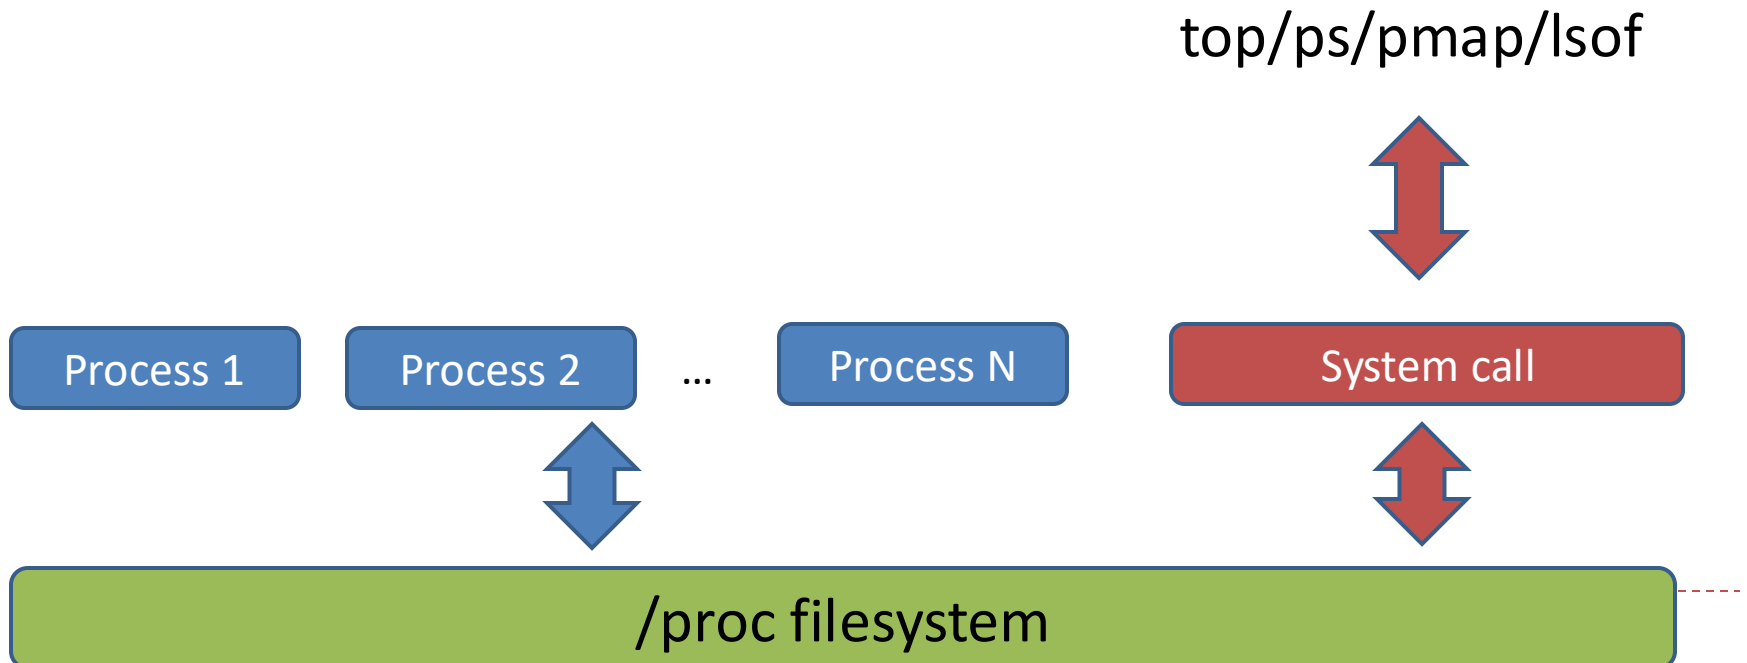 top/ps/pmap/lsof
Process 1
Process 2
...
Process N
System call
/proc filesystem